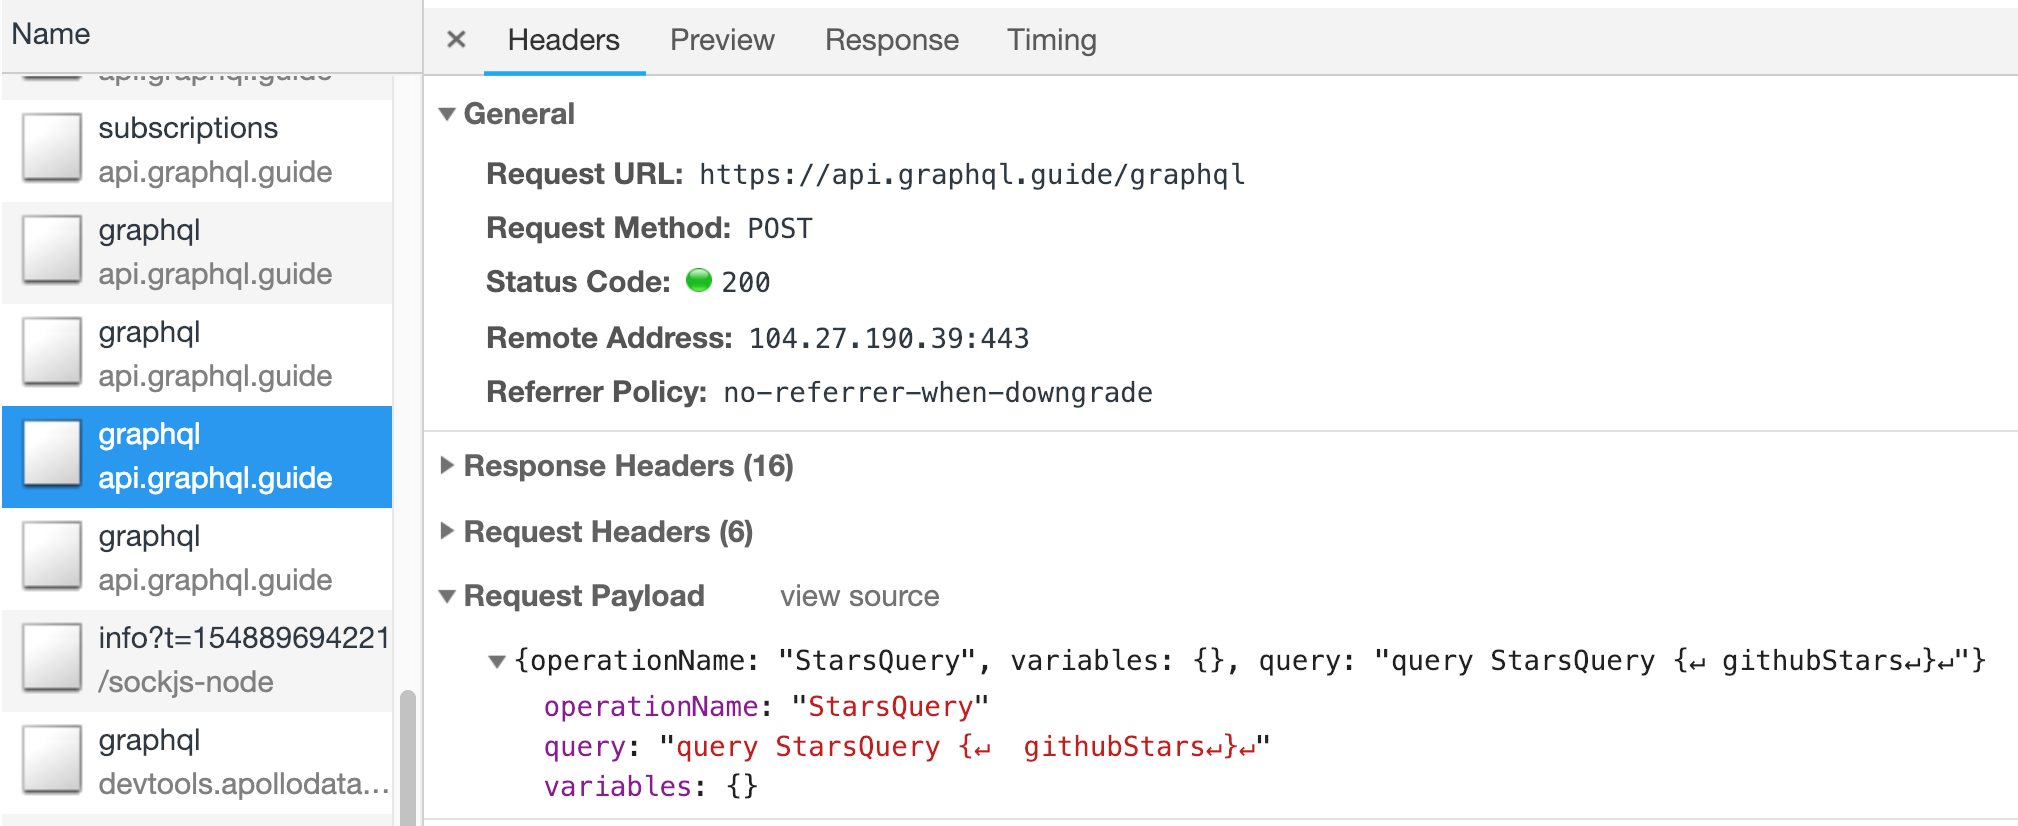 Name
api.graphql.guide
subscriptions
api.graphql.guide
graphql
api.graphql.guide
graphql
api.graphql.guide
graphql
api.graphql.guide
graphql
api.graphql.guide
info?t=154889694221
/sockjs-node
graphql
devtools.apollodata...
× Headers Preview Response Timing
▼ General
Request URL: https://api.graphql.guide/graphql
Request Method: POST
Status Code: 200
Remote Address: 104.27.190.39:443
Referrer Policy: no-referrer-when-downgrade
▶ Response Headers (16)
▶ Request Headers (6)
▼ Request Payload view source
▼ {operationName: "StarsQuery", variables: {}, query: "query StarsQuery {↵ githubStars↵}↵"}
operationName: "StarsQuery"
query: "query StarsQuery {↵  githubStars↵}↵"
variables: {}